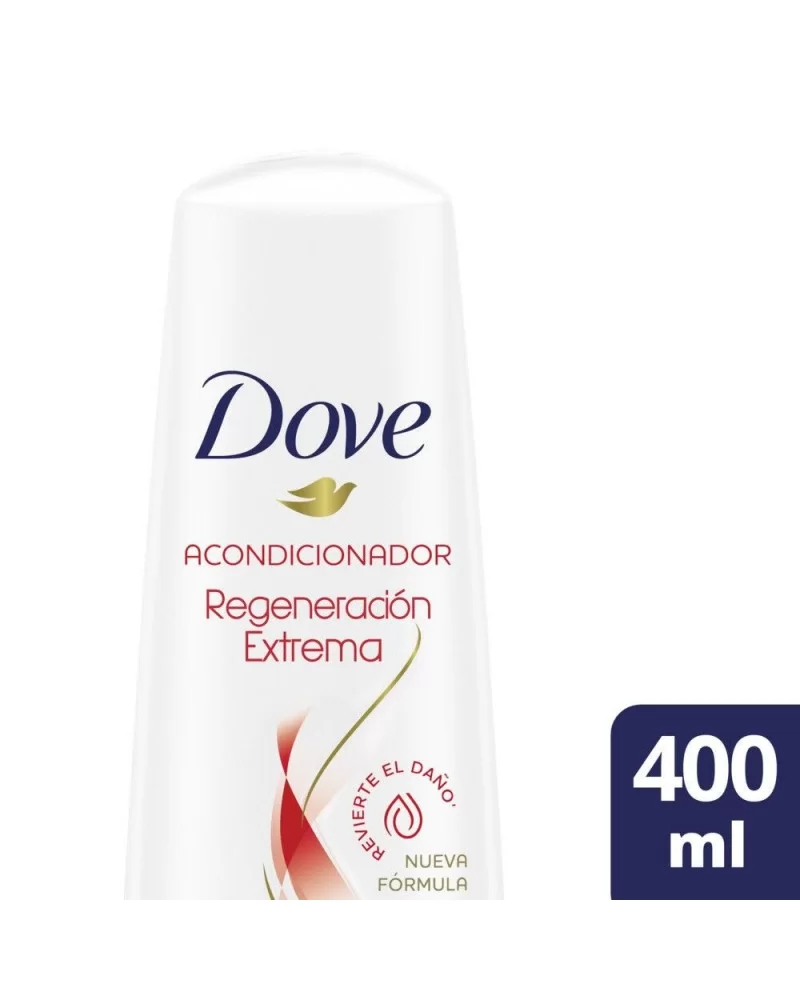 Dove
ACONDICIONADOR
Regeneración
Extrema
REVIERTE EL DAÑO'
NUEVA
FÓRMULA
400
ml